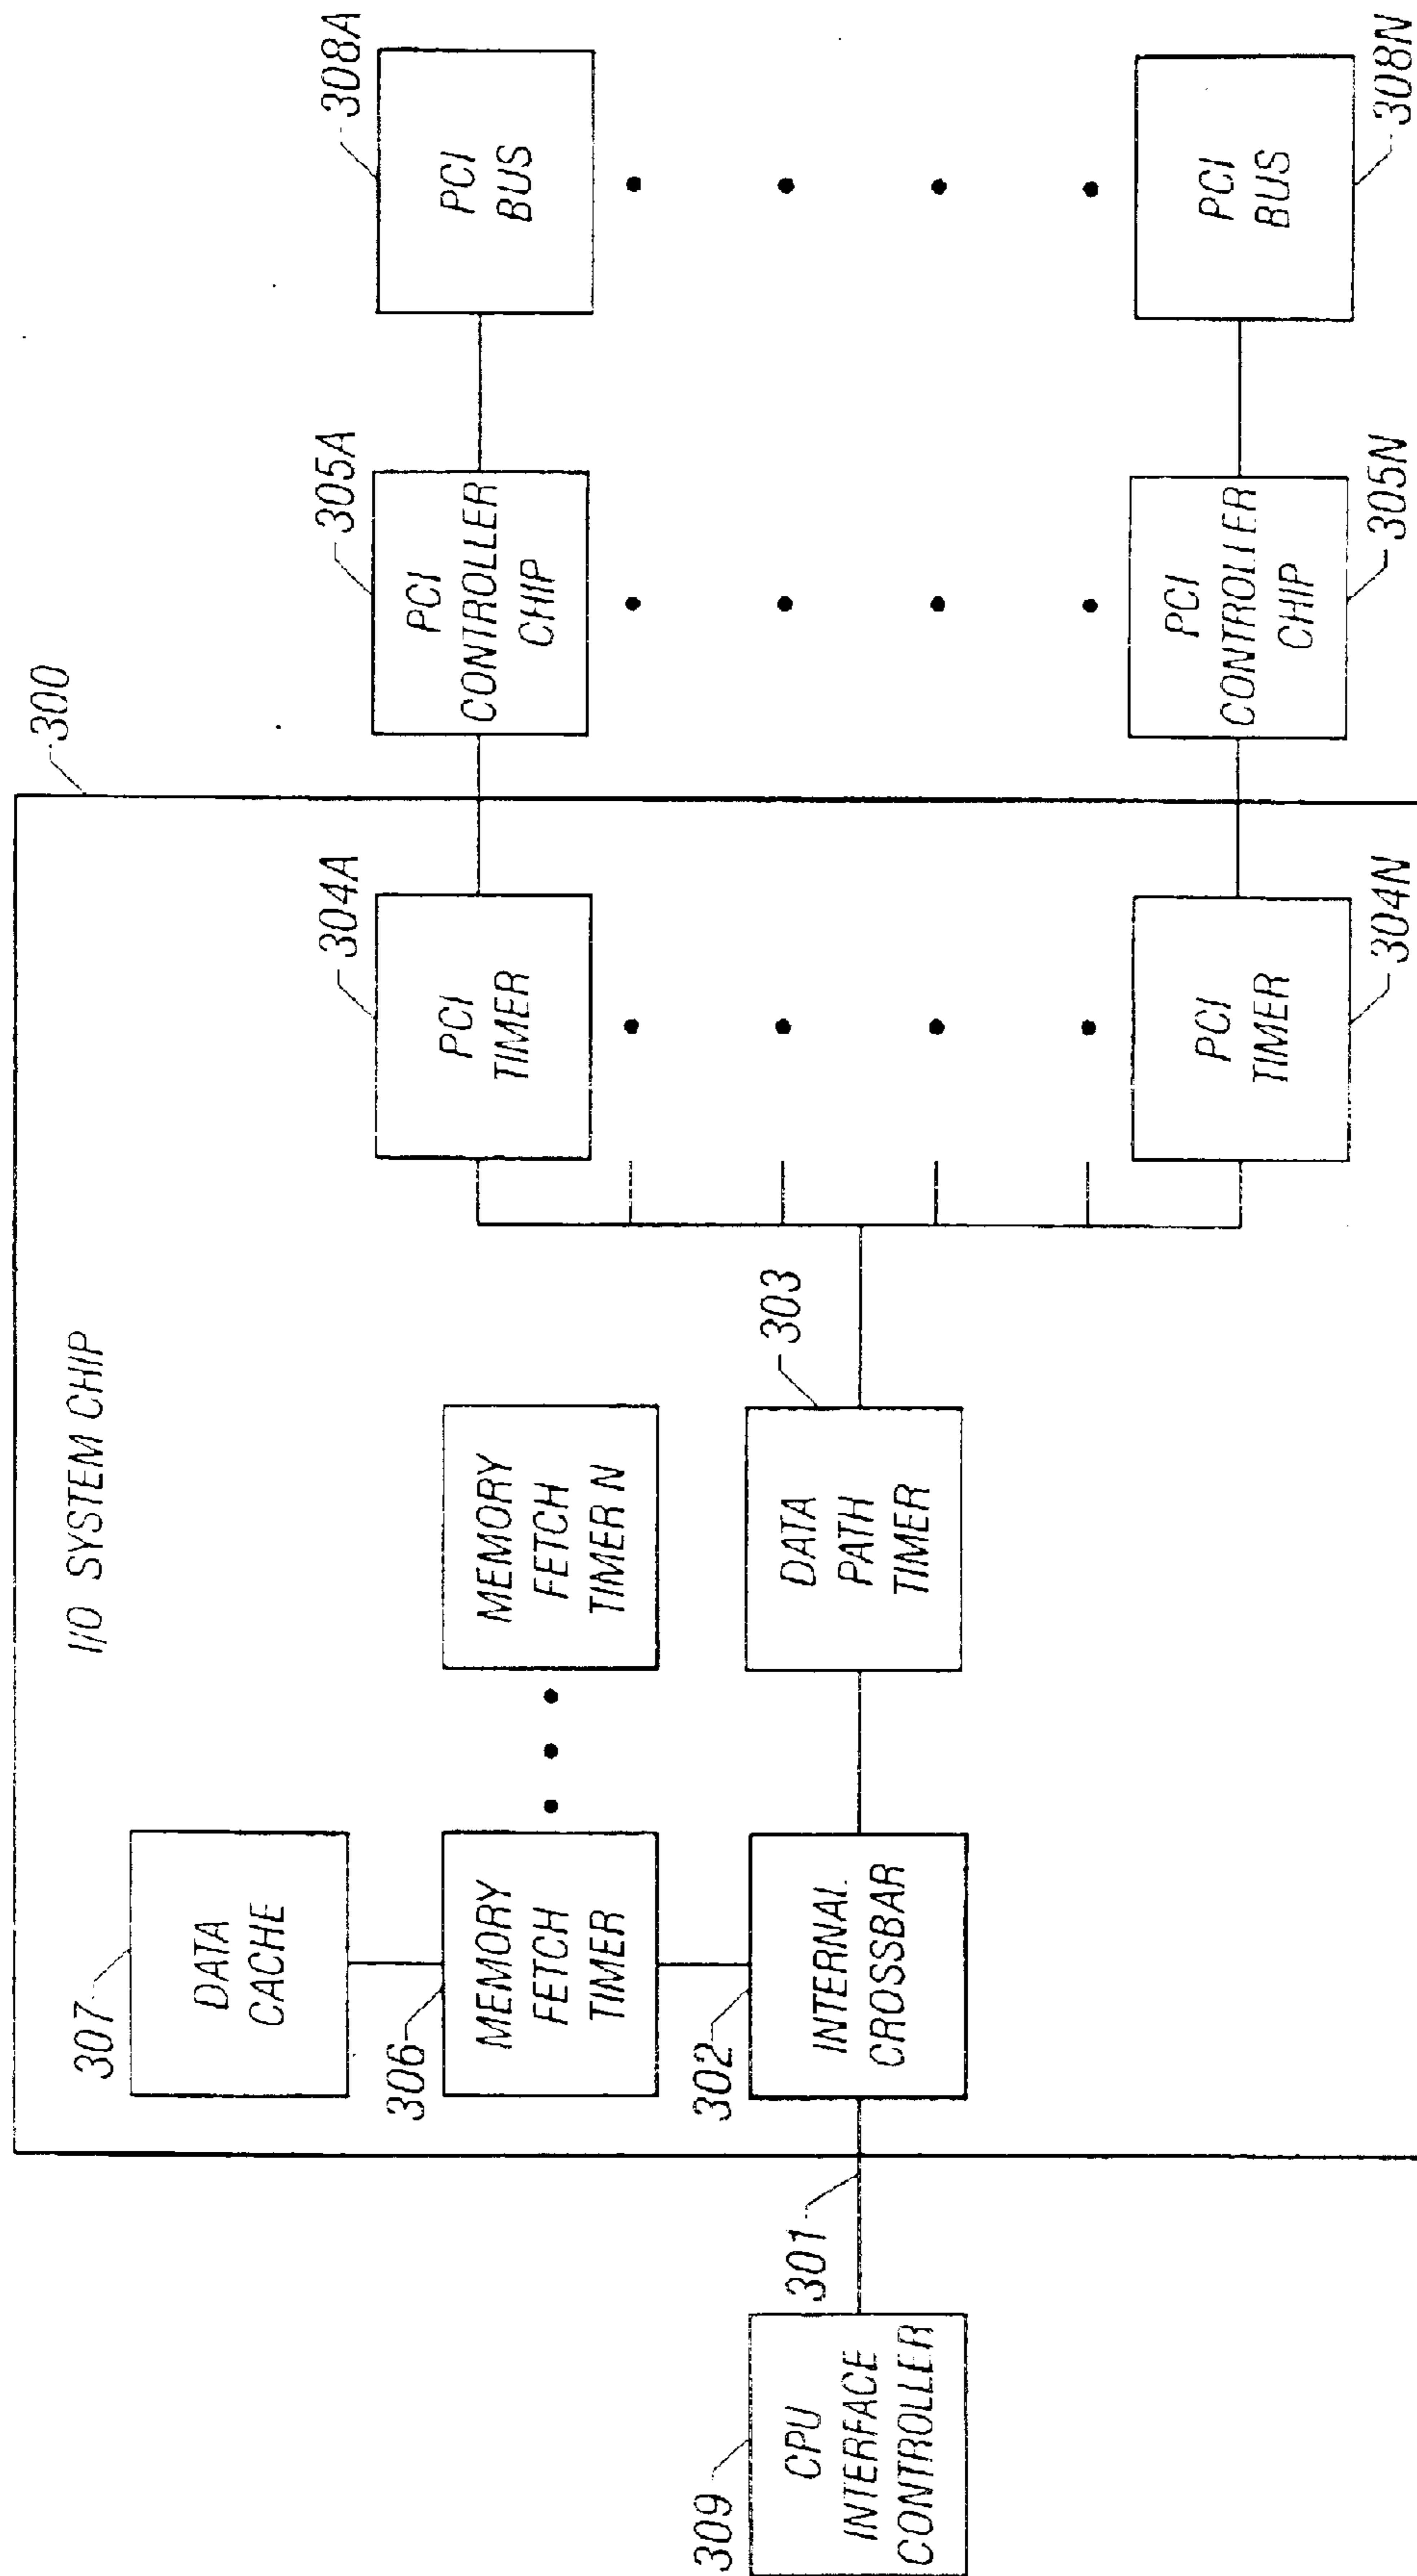 300
I/O SYSTEM CHIP
307
DATA
CACHE
306
MEMORY
FETCH
TIMER
MEMORY
FETCH
TIMER N
309
CPU
INTERFACE
CONTROLLER
301
302
INTERNAL
CROSSBAR
303
DATA
PATH
TIMER
304A
PCI
TIMER
305A
PCI
CONTROLLER
CHIP
308A
PCI
BUS
304N
PCI
TIMER
305N
PCI
CONTROLLER
CHIP
308N
PCI
BUS